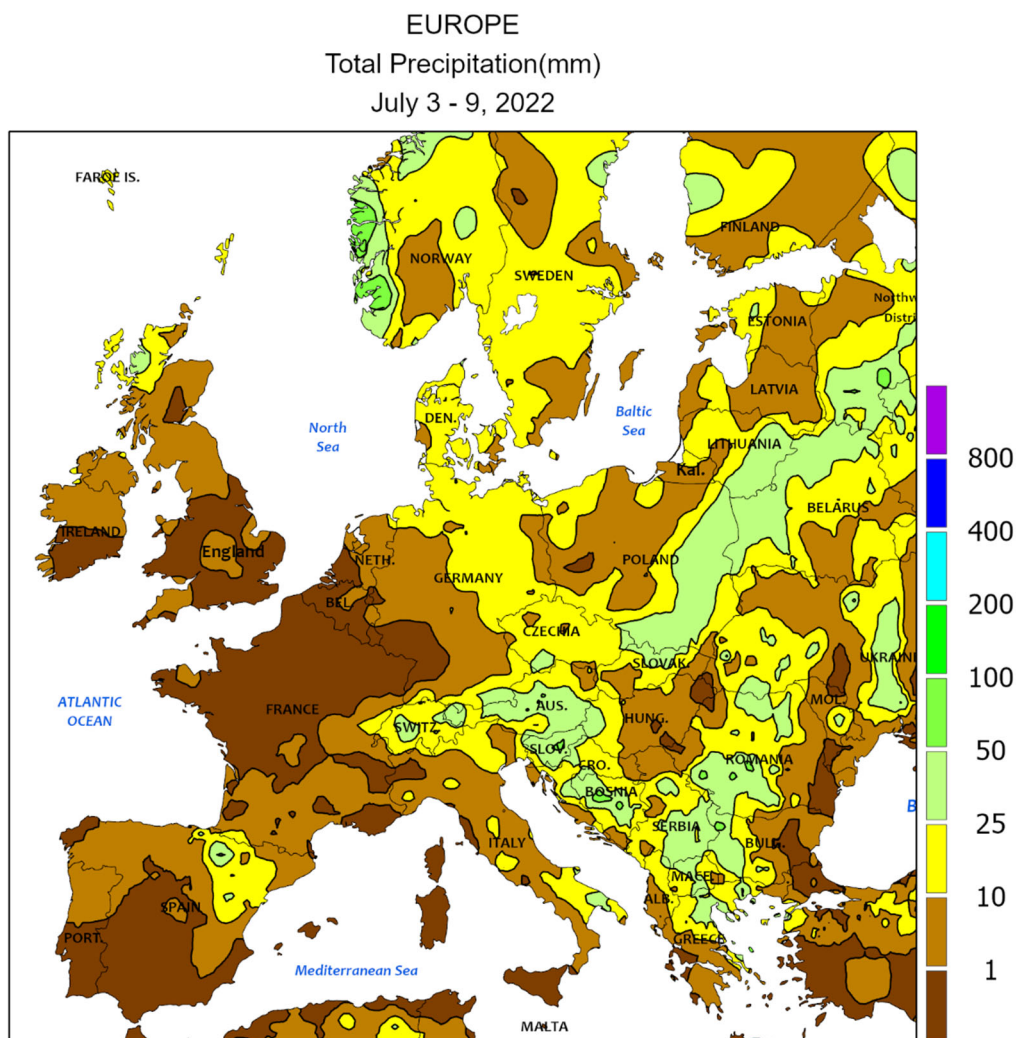 EUROPE
Total Precipitation(mm)
July 3 - 9, 2022
FAROE IS.
FINLAND
NORWAY
SWEDEN
Northw
Distri
ESTONIA
LATVIA
DEN.
North
Sea
Baltic
Sea
LITHUANIA
Kal.
800
IRELAND
England
BELARUS
400
NETH.
POLAND
GERMANY
BEL.
200
CZECHIA
SLOVAK.
UKRAIN
100
ATLANTIC
OCEAN
FRANCE
AUS.
MOL.
SWITZ.
HUNG.
SLOV.
50
CRO.
ROMANIA
BOSNIA
B
25
SERBIA
ITALY
BULG.
MACE.
10
SPAIN
ALB.
PORT.
GREECE
1
Mediterranean Sea
MALTA